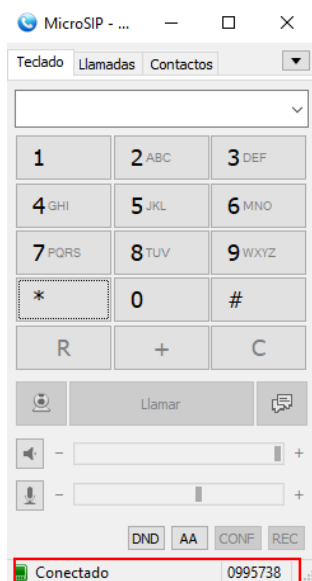 MicroSIP - ...
Teclado Llamadas Contactos
1 2 ABC 3 DEF
4 GHI 5 JKL 6 MNO
7 PQRS 8 TUV 9 WXYZ
* 0 #
R + C
Llamar
- +
- +
DND AA CONF REC
Conectado 0995738